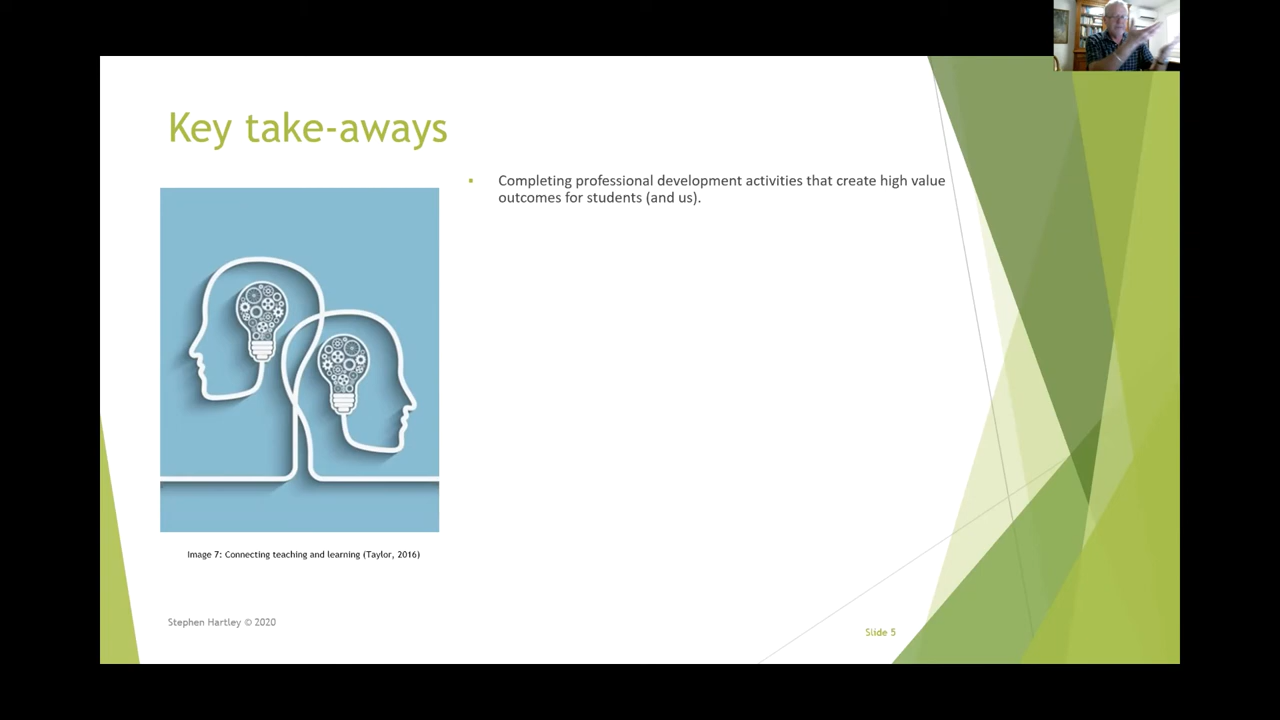 Key take-aways
Completing professional development activities that create high value
outcomes for students (and us).
Image 7: Connecting teaching and learning (Taylor, 2016)
Stephen Hartley © 2020
Slide 5